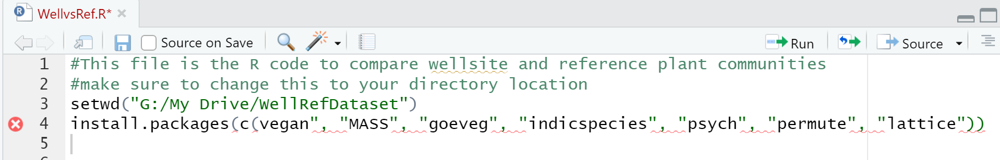 R WellvsRef.R*
Source on Save Run Source
1 #This file is the R code to compare wellsite and reference plant communities
2 #make sure to change this to your directory location
3 setwd("G:/My Drive/WellRefDataset")
4 install.packages(c(vegan", "MASS", "goeveg", "indicspecies", "psych", "permute", "lattice"))
5